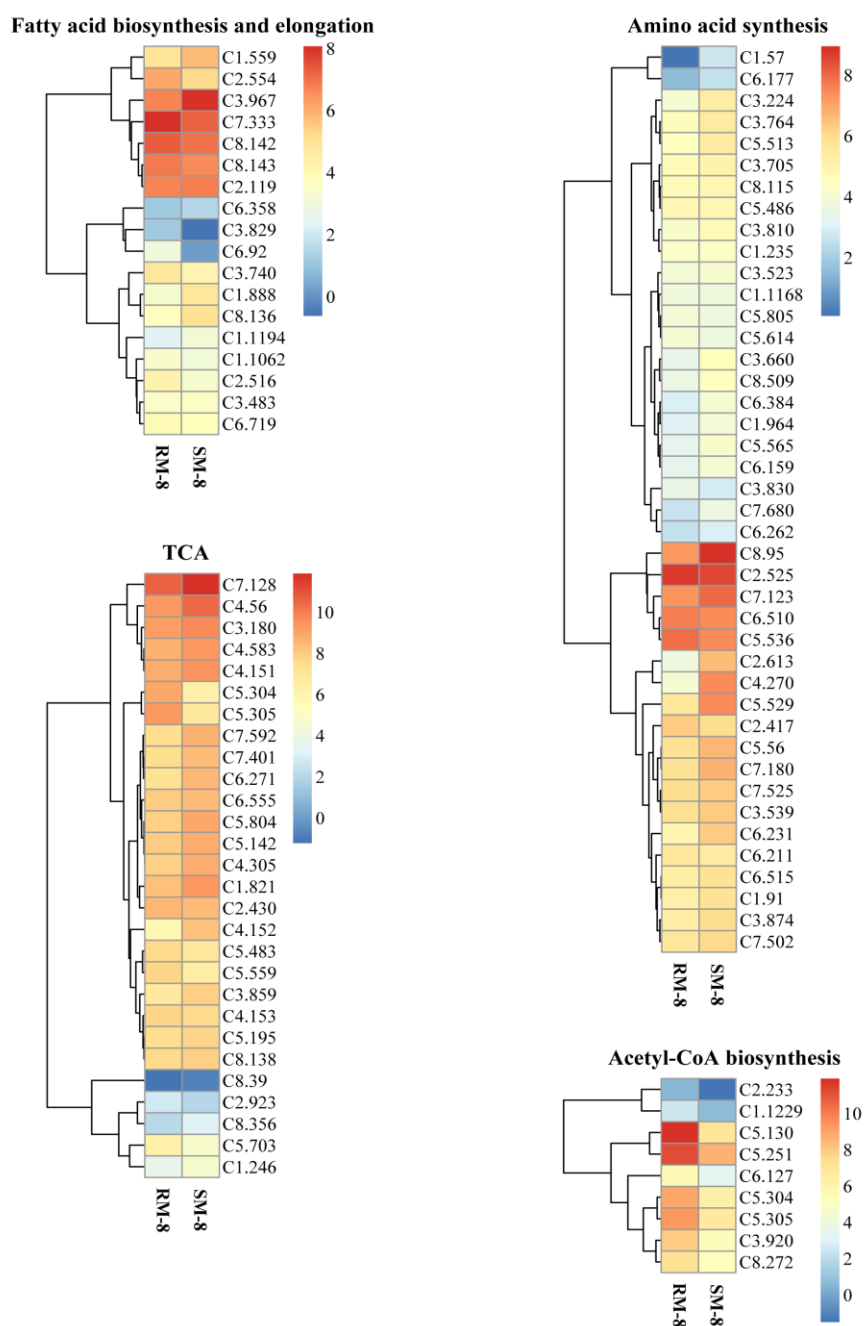 Fatty acid biosynthesis and elongation
C1.559
C2.554
C3.967
C7.333
C8.142
C8.143
C2.119
C6.358
C3.829
C6.92
C3.740
C1.888
C8.136
C1.1194
C1.1062
C2.516
C3.483
C6.719
8
6
4
2
0
RM-8
SM-8
TCA
C7.128
C4.56
C3.180
C4.583
C4.151
C5.304
C5.305
C7.592
C7.401
C6.271
C6.555
C5.804
C5.142
C4.305
C1.821
C2.430
C4.152
C5.483
C5.559
C3.859
C4.153
C5.195
C8.138
C8.39
C2.923
C8.356
C5.703
C1.246
10
8
6
4
2
0
RM-8
SM-8
Amino acid synthesis
C1.57
C6.177
C3.224
C3.764
C5.513
C3.705
C8.115
C5.486
C3.810
C1.235
C3.523
C1.1168
C5.805
C5.614
C3.660
C8.509
C6.384
C1.964
C5.565
C6.159
C3.830
C7.680
C6.262
C8.95
C2.525
C7.123
C6.510
C5.536
C2.613
C4.270
C5.529
C2.417
C5.56
C7.180
C7.525
C3.539
C6.231
C6.211
C6.515
C1.91
C3.874
C7.502
8
6
4
2
RM-8
SM-8
Acetyl-CoA biosynthesis
C2.233
C1.1229
C5.130
C5.251
C6.127
C5.304
C5.305
C3.920
C8.272
10
8
6
4
2
0
RM-8
SM-8